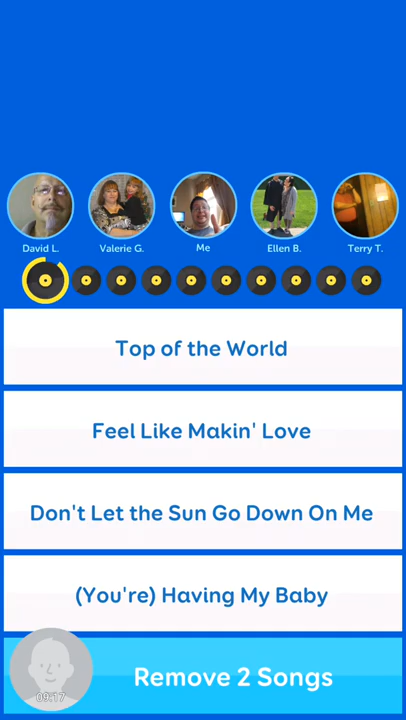 David L.
Valerie G.
Me
Ellen B.
Terry T.
Top of the World
Feel Like Makin' Love
Don't Let the Sun Go Down On Me
(You're) Having My Baby
Remove 2 Songs
09:17